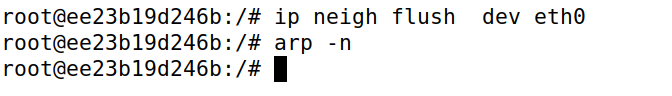 root@ee23b19d246b:/# ip neigh flush  dev eth0
root@ee23b19d246b:/# arp -n
root@ee23b19d246b:/#